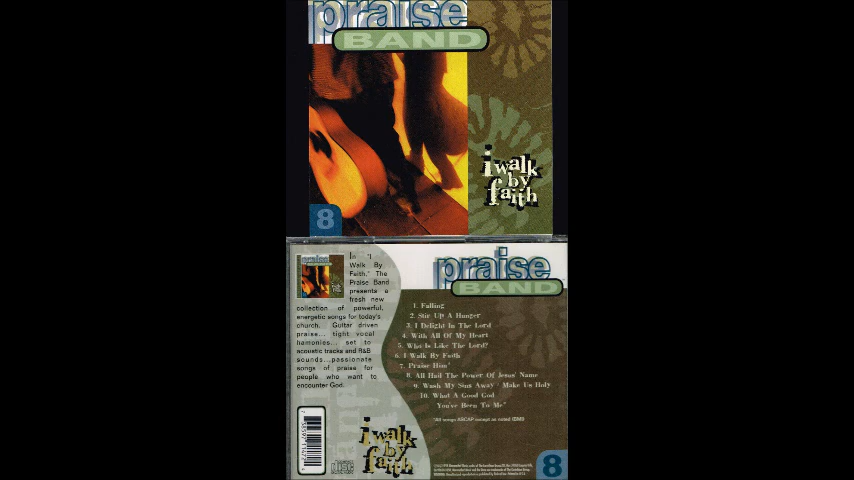 praise
BAND
i walk
by
faith
8
In "I
Walk By
Faith," The
Praise Band
presents a
fresh new
collection of powerful,
energetic songs for today's
church. Guitar driven
praise... tight vocal
hamonies... set to
acoustic tracks and R&B
sounds...passionate
songs of praise for
people who want to
encounter God.
praise
BAND
1. Falling
2. Stir Up A Hunger
3. I Delight In The Lord
4. With All Of My Heart
5. Who Is Like The Lord?
6. I Walk By Faith
7. Praise Him*
8. All Hail The Power Of Jesus' Name
9. Wash My Sins Away / Make Us Holy
10. What A Good God
You've Been To Me*
*All songs ASCAP except as noted (BMI)
i walk
by
faith
8